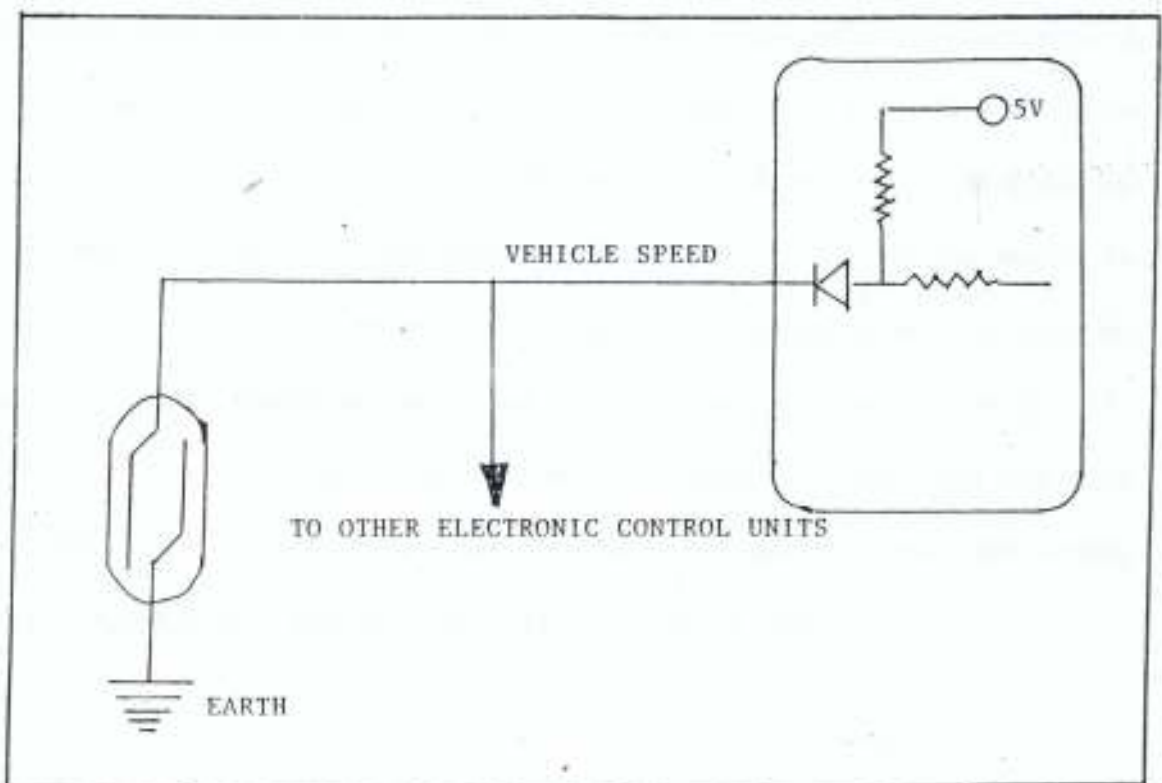 5V
VEHICLE SPEED
TO OTHER ELECTRONIC CONTROL UNITS
EARTH